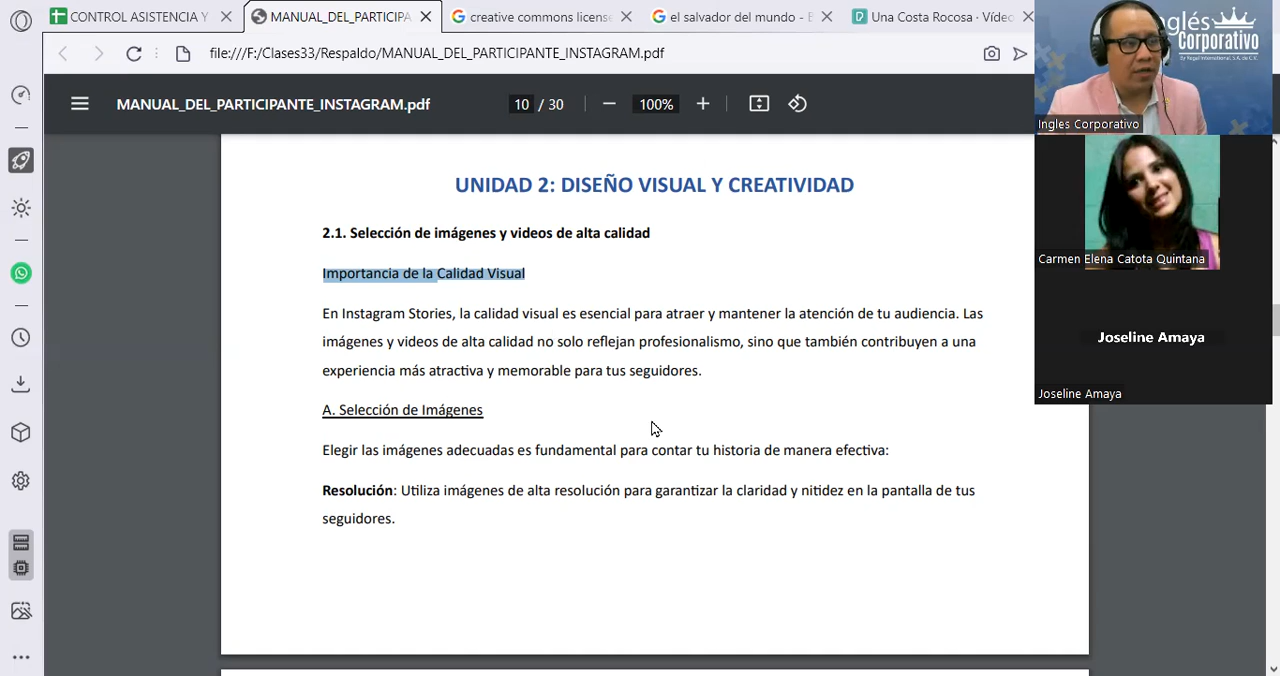 CONTROL ASISTENCIA Y
MANUAL_DEL_PARTICIPA
creative commons license
el salvador del mundo - B
Una Costa Rocosa · Vídeo
file:///F:/Clases33/Respaldo/MANUAL_DEL_PARTICIPANTE_INSTAGRAM.pdf
MANUAL_DEL_PARTICIPANTE_INSTAGRAM.pdf
10 / 30
100%
UNIDAD 2: DISEÑO VISUAL Y CREATIVIDAD
2.1. Selección de imágenes y videos de alta calidad
Importancia de la Calidad Visual
En Instagram Stories, la calidad visual es esencial para atraer y mantener la atención de tu audiencia. Las
imágenes y videos de alta calidad no solo reflejan profesionalismo, sino que también contribuyen a una
experiencia más atractiva y memorable para tus seguidores.
A. Selección de Imágenes
Elegir las imágenes adecuadas es fundamental para contar tu historia de manera efectiva:
Resolución: Utiliza imágenes de alta resolución para garantizar la claridad y nitidez en la pantalla de tus
seguidores.
Inglés
Corporativo
By Regal International, S.A. de C.V.
Ingles Corporativo
Carmen Elena Catota Quintana
Joseline Amaya
Joseline Amaya